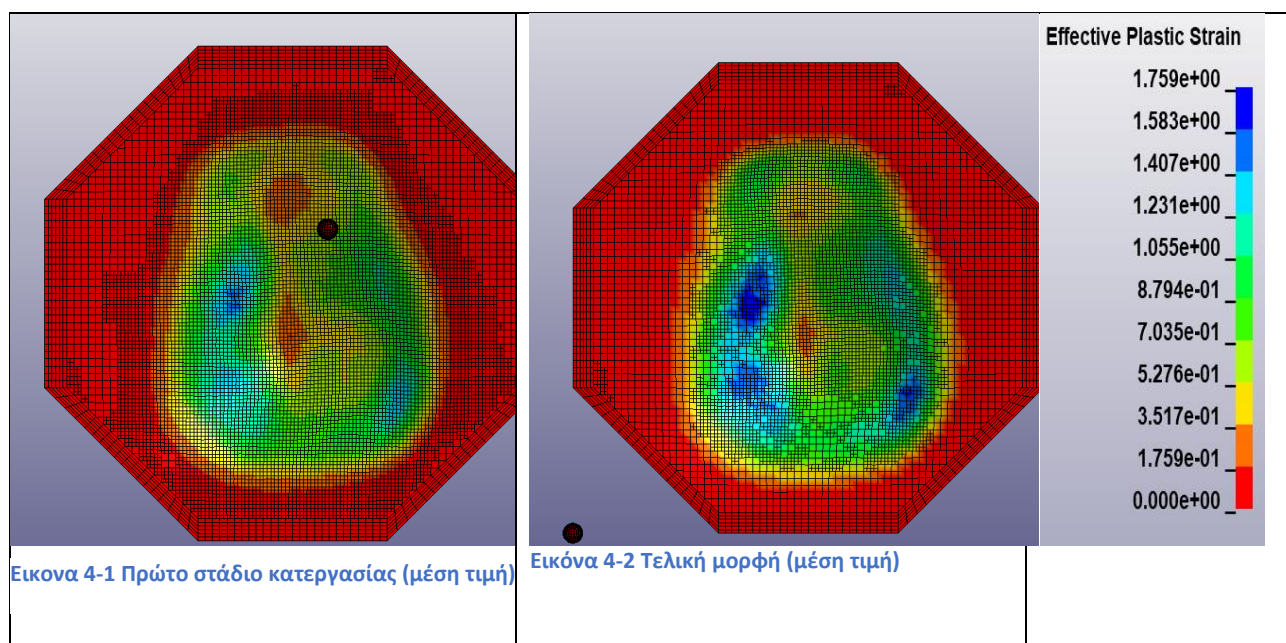 Effective Plastic Strain
1.759e+00
1.583e+00
1.407e+00
1.231e+00
1.055e+00
8.794e-01
7.035e-01
5.276e-01
3.517e-01
1.759e-01
0.000e+00
Εικονα 4-1 Πρώτο στάδιο κατεργασίας (μέση τιμή)
Εικόνα 4-2 Τελική μορφή (μέση τιμή)